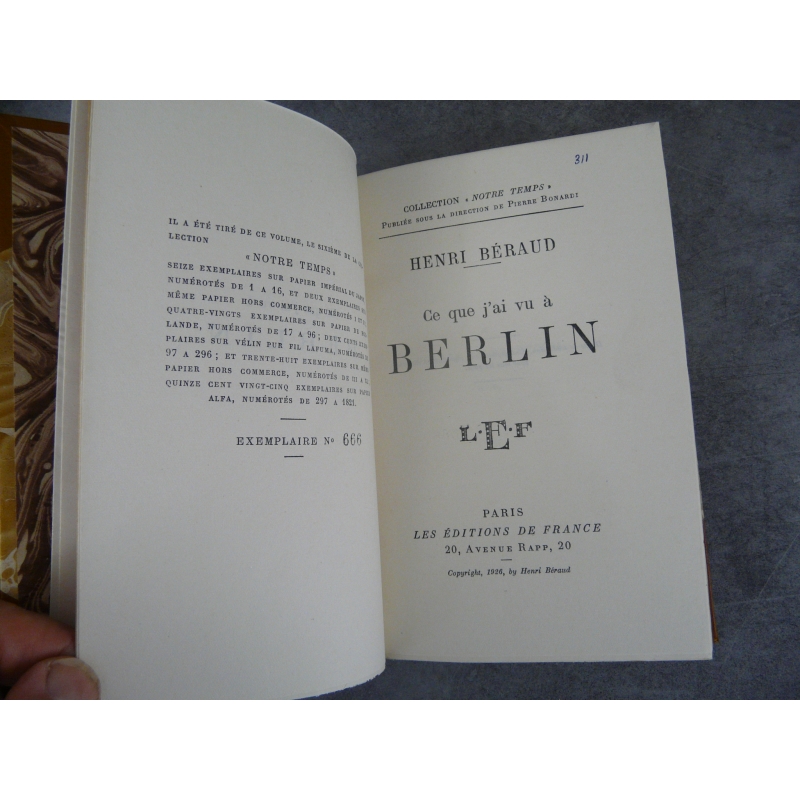 IL A ÉTÉ TIRÉ DE CE VOLUME, LE SIXIÈME DE LA
LECTION
« NOTRE TEMPS »
SEIZE EXEMPLAIRES SUR PAPIER IMPÉRIAL DU
NUMÉROTÉS DE 1 A 16, ET DEUX EXEMPLAIRES
MÊME PAPIER HORS COMMERCE, NUMÉROTÉS
QUATRE-VINGTS EXEMPLAIRES SUR PAPIER DE
LANDE, NUMÉROTÉS DE 17 A 96 ; DEUX CENTS
PLAIRES SUR VÉLIN PUR FIL LAFUMA, NUMÉROTÉS DE
97 A 296 ; ET TRENTE-HUIT EXEMPLAIRES SUR
PAPIER HORS COMMERCE, NUMÉROTÉS DE III A
QUINZE CENT VINGT-CINQ EXEMPLAIRES SUR
ALFA, NUMÉROTÉS DE 297 A 1821.
EXEMPLAIRE No 666
311
COLLECTION « NOTRE TEMPS »
PUBLIÉE SOUS LA DIRECTION DE PIERRE BONARDI
HENRI BÉRAUD
Ce que j'ai vu à
BERLIN
L·E·F
PARIS
LES ÉDITIONS DE FRANCE
20, AVENUE RAPP, 20
Copyright, 1926, by Henri Béraud